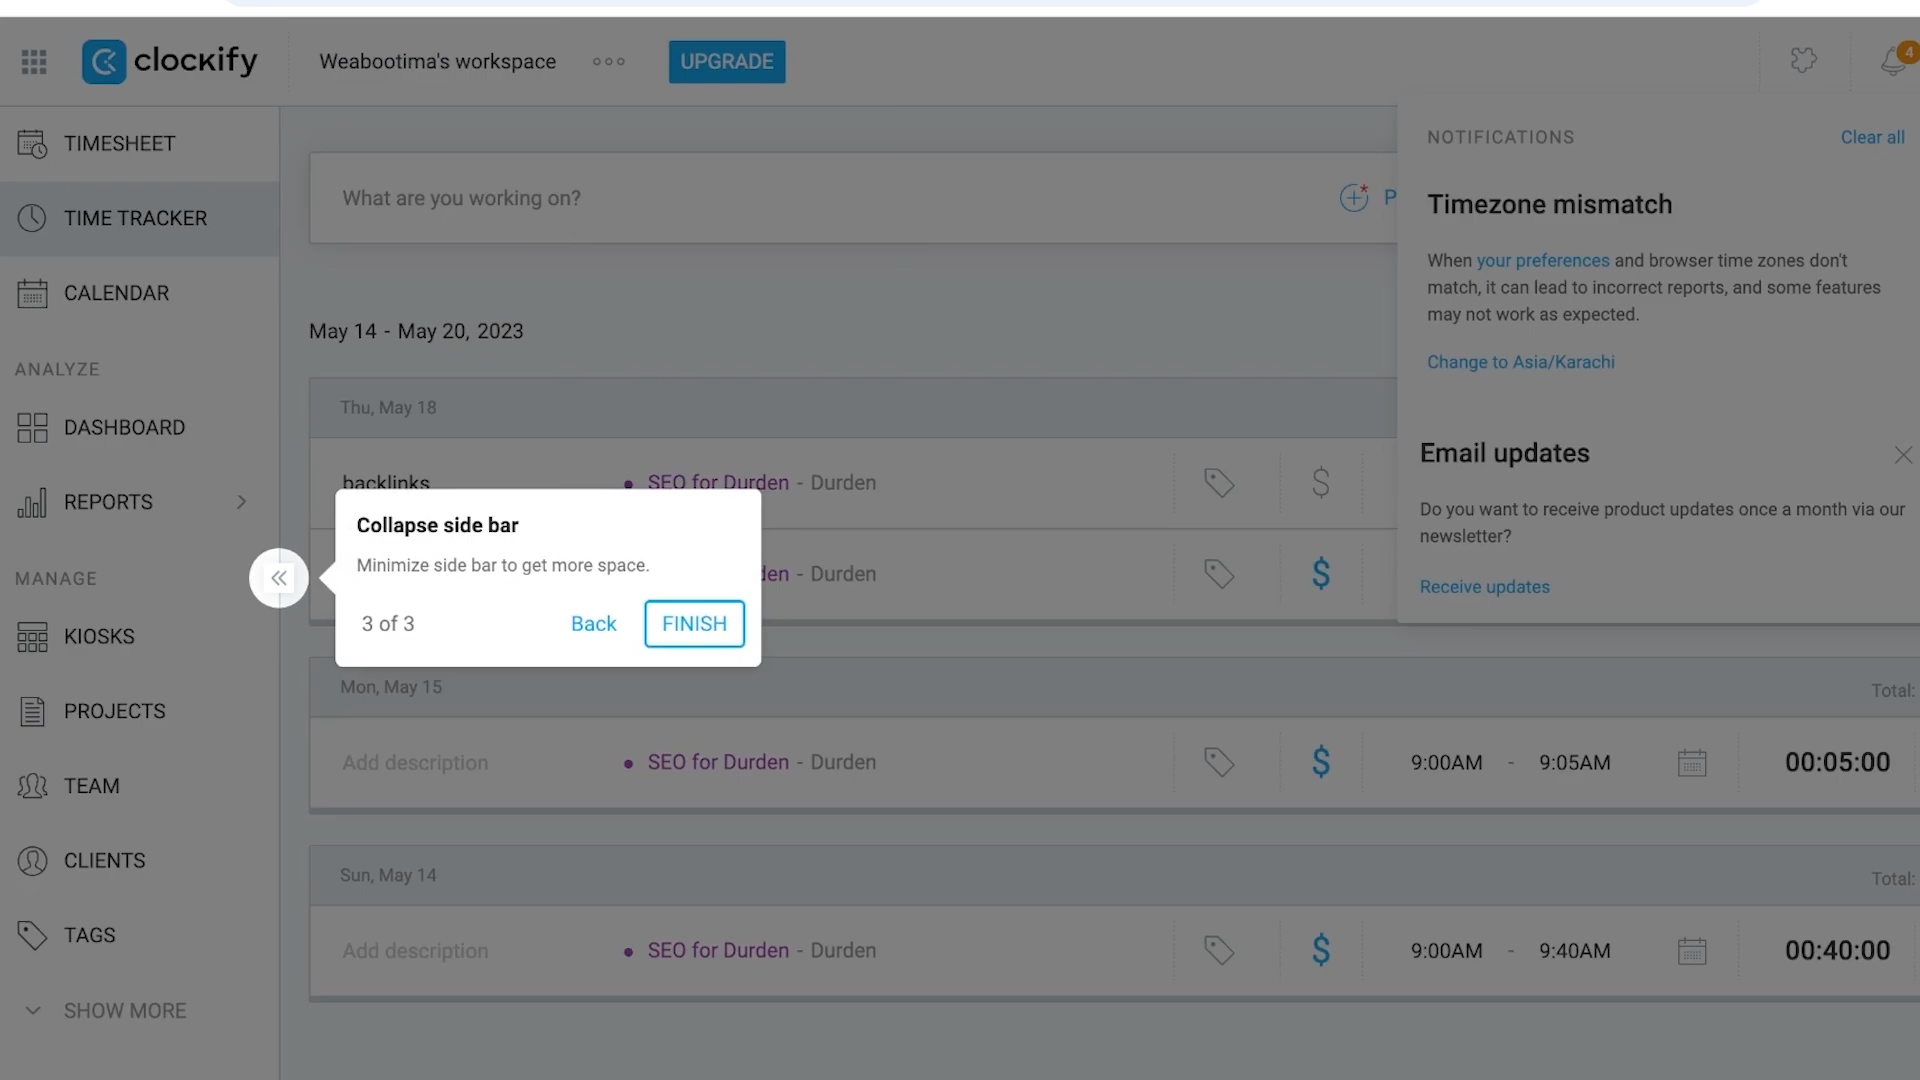 clockify
Weabootima's workspace
UPGRADE
4
TIMESHEET
TIME TRACKER
CALENDAR
ANALYZE
DASHBOARD
REPORTS
MANAGE
KIOSKS
PROJECTS
TEAM
CLIENTS
TAGS
SHOW MORE
What are you working on?
P
May 14 - May 20, 2023
Thu, May 18
backlinks
SEO for Durden - Durden
Collapse side bar
Minimize side bar to get more space.
3 of 3
Back
FINISH
den - Durden
Mon, May 15
Total:
Add description
SEO for Durden - Durden
$
9:00AM - 9:05AM
00:05:00
Sun, May 14
Total:
Add description
SEO for Durden - Durden
$
9:00AM - 9:40AM
00:40:00
NOTIFICATIONS
Clear all
Timezone mismatch
When your preferences and browser time zones don't
match, it can lead to incorrect reports, and some features
may not work as expected.
Change to Asia/Karachi
Email updates
Do you want to receive product updates once a month via our
newsletter?
Receive updates